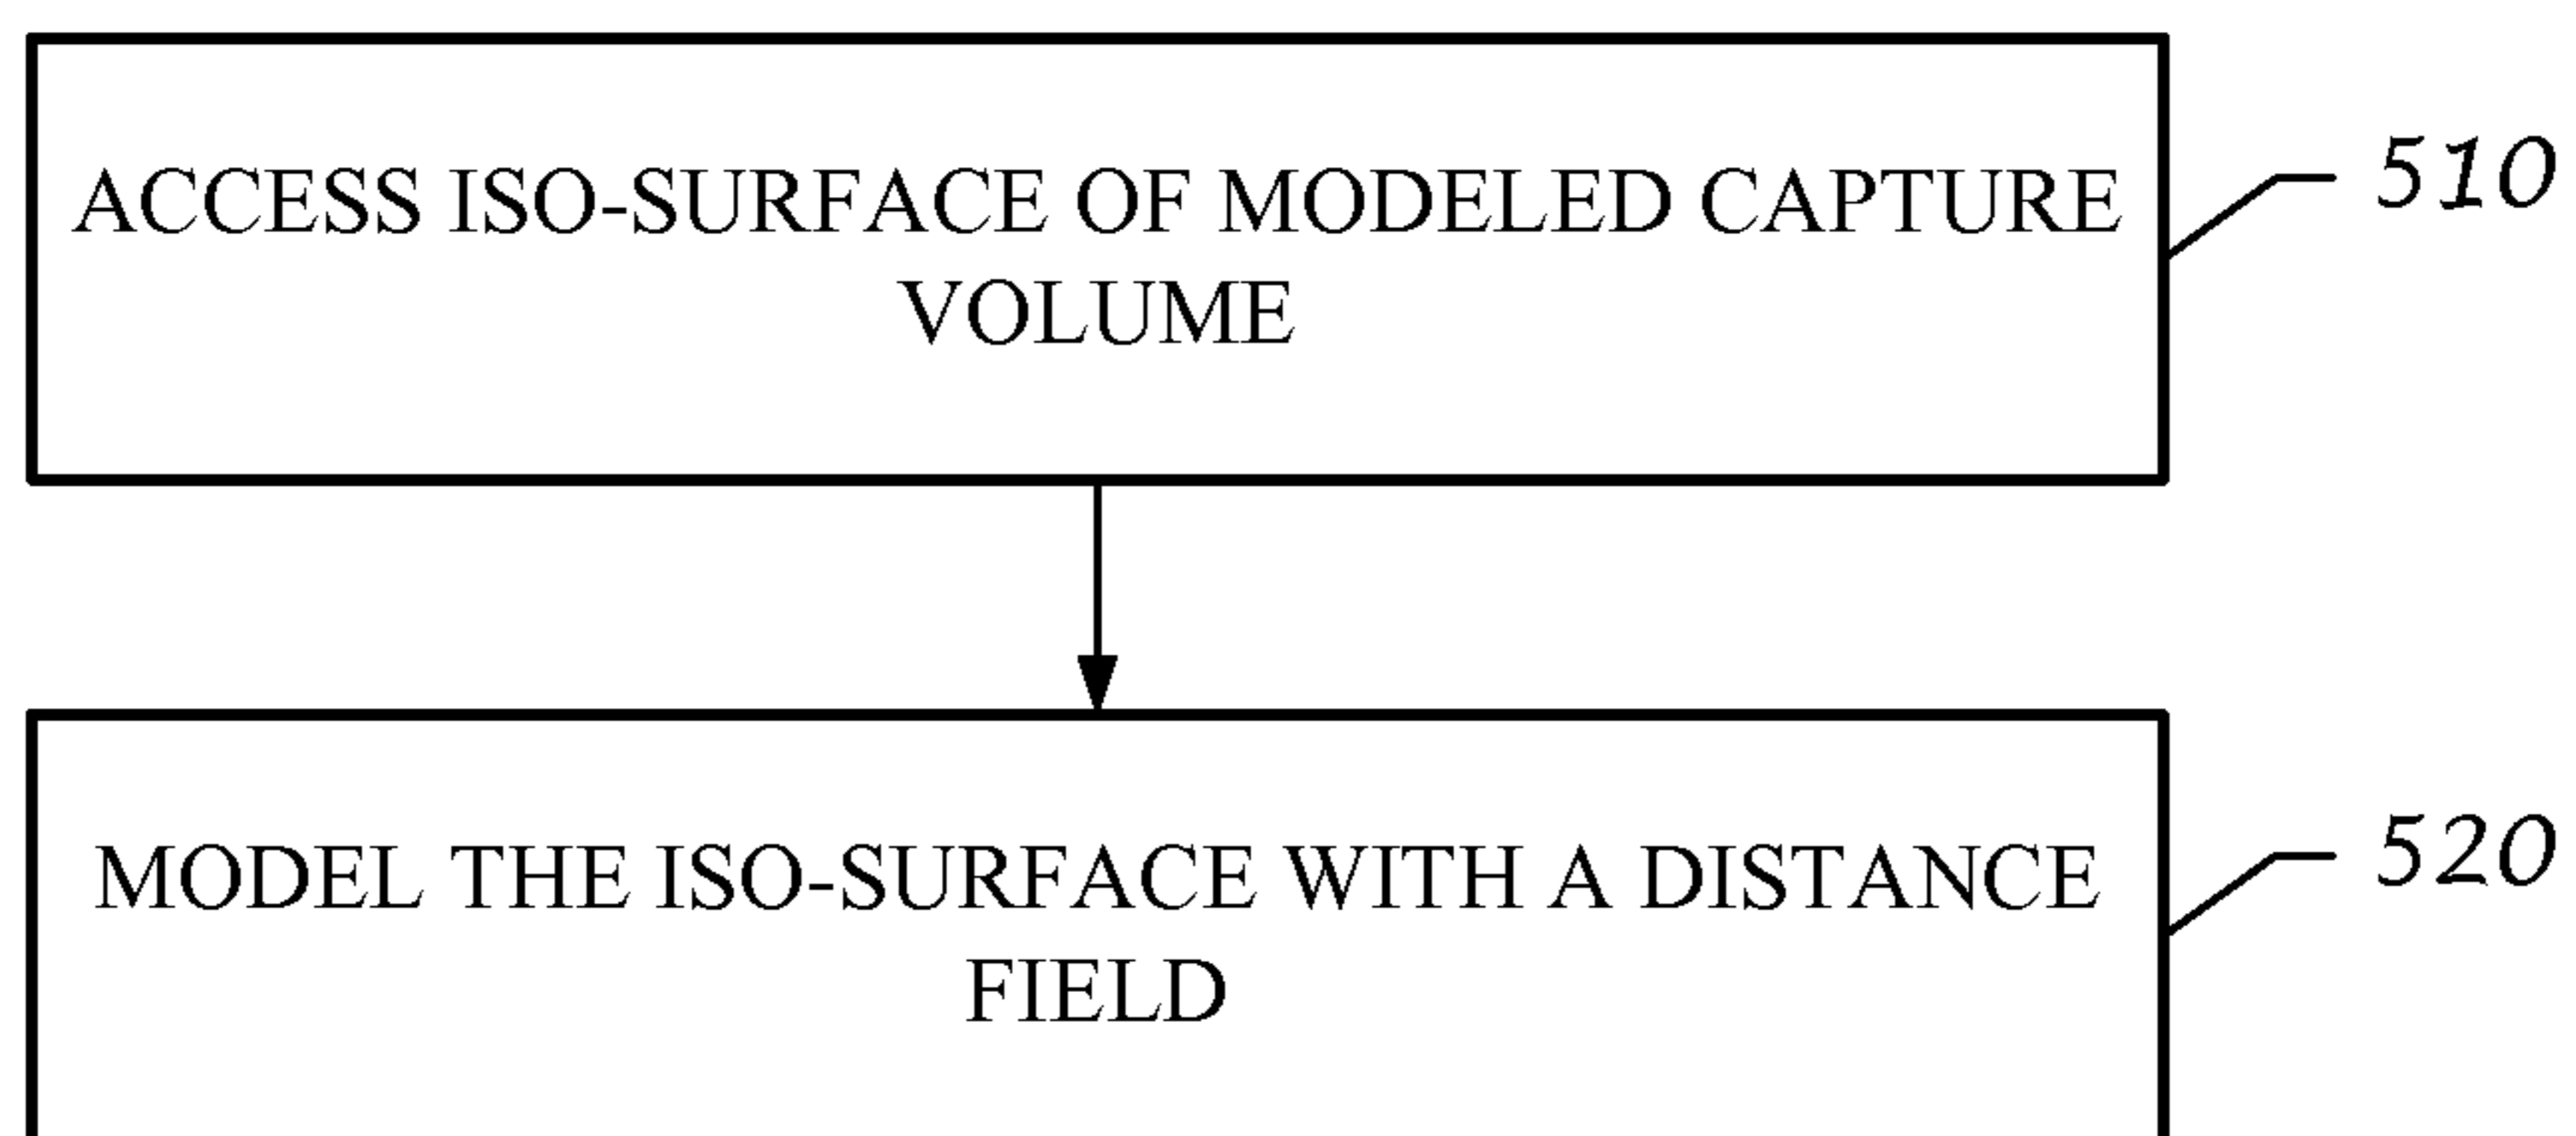 ACCESS ISO-SURFACE OF MODELED CAPTURE
VOLUME
510
MODEL THE ISO-SURFACE WITH A DISTANCE
FIELD
520